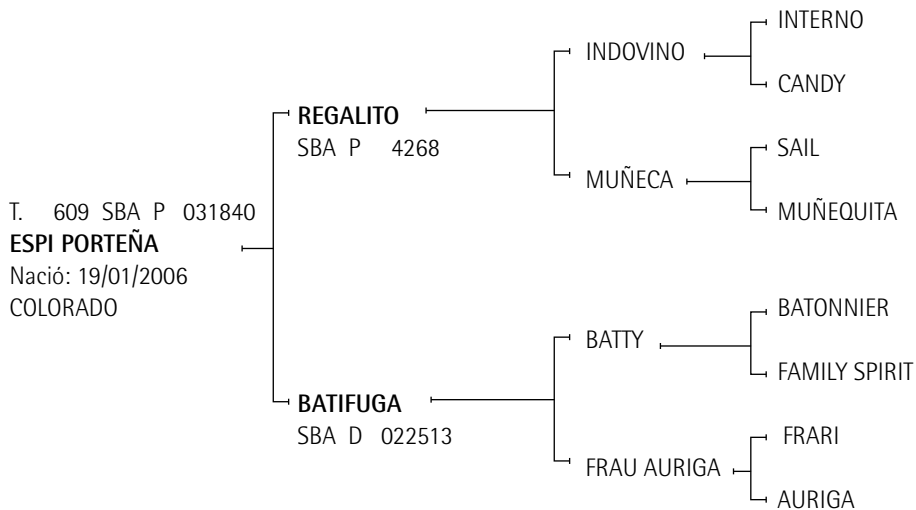 T. 609 SBA P 031840
ESPI PORTEÑA
Nació: 19/01/2006
COLORADO
REGALITO
SBA P 4268
BATIFUGA
SBA D 022513
INDOVINO
MUÑECA
BATTY
FRAU AURIGA
INTERNO
CANDY
SAIL
MUÑEQUITA
BATONNIER
FAMILY SPIRIT
FRARI
AURIGA